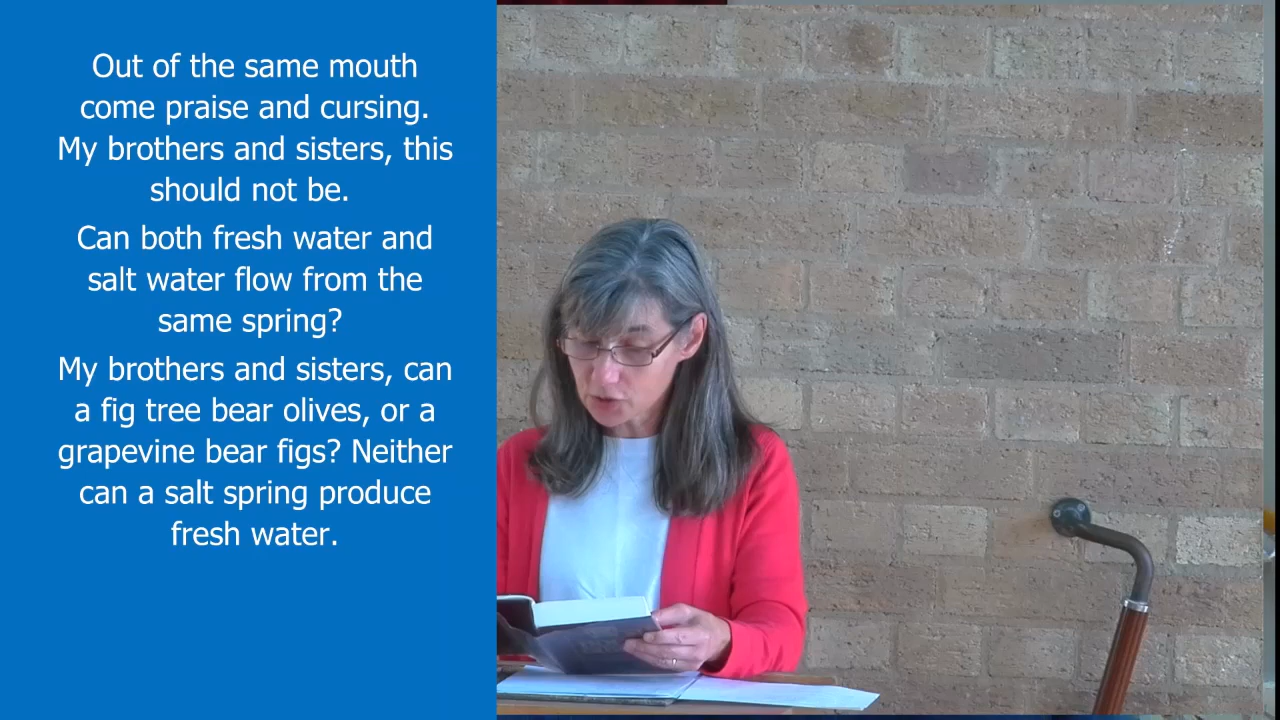 Out of the same mouth
come praise and cursing.
My brothers and sisters, this
should not be.
Can both fresh water and
salt water flow from the
same spring?
My brothers and sisters, can
a fig tree bear olives, or a
grapevine bear figs? Neither
can a salt spring produce
fresh water.